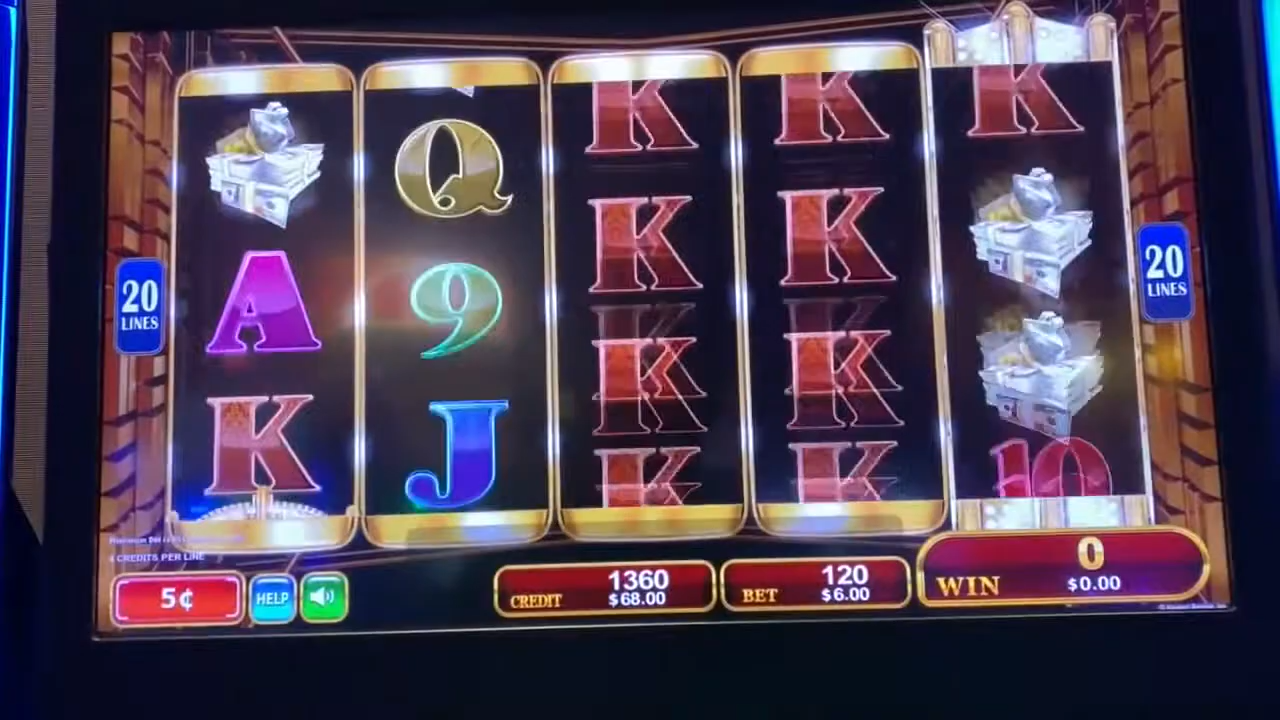 K K K
Q
K K
20 LINES
20 LINES
A 9 K K
K J K K 10
4 CREDITS PER LINE
5¢
HELP
CREDIT 1360
$68.00
BET 120
$6.00
WIN 0
$0.00